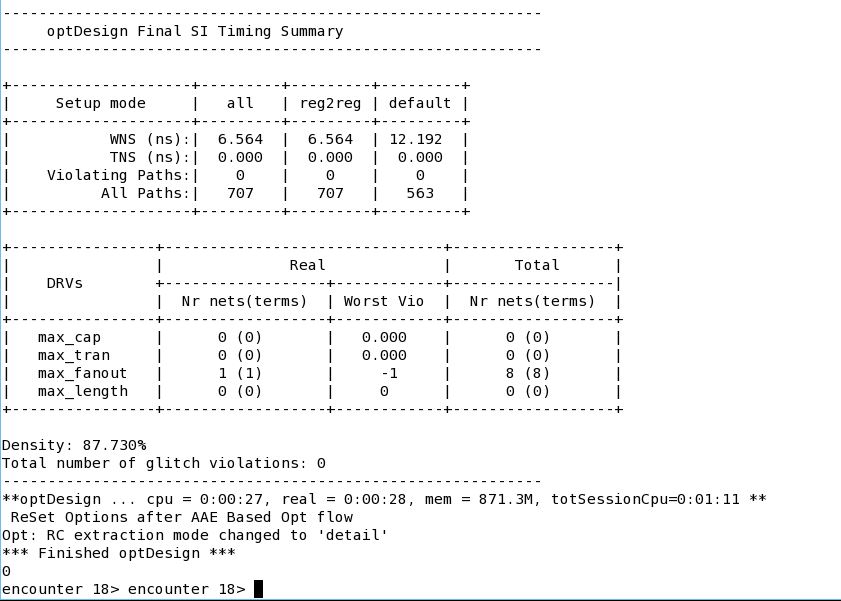 ------------------------------------------------------------
     optDesign Final SI Timing Summary
------------------------------------------------------------

+--------------------+---------+---------+---------+
|     Setup mode     |   all   | reg2reg | default |
+--------------------+---------+---------+---------+
|           WNS (ns):|  6.564  |  6.564  | 12.192  |
|           TNS (ns):|  0.000  |  0.000  |  0.000  |
|    Violating Paths:|    0    |    0    |    0    |
|          All Paths:|   707   |   707   |   563   |
+--------------------+---------+---------+---------+

+----------------+-------------------------------+------------------+
|                |              Real             |       Total      |
|    DRVs        +------------------+------------+------------------|
|                |  Nr nets(terms)  | Worst Vio  |  Nr nets(terms)  |
+----------------+------------------+------------+------------------+
|   max_cap      |      0 (0)       |   0.000    |      0 (0)       |
|   max_tran     |      0 (0)       |   0.000    |      0 (0)       |
|   max_fanout   |      1 (1)       |     -1     |      8 (8)       |
|   max_length   |      0 (0)       |     0      |      0 (0)       |
+----------------+------------------+------------+------------------+

Density: 87.730%
Total number of glitch violations: 0
------------------------------------------------------------
**optDesign ... cpu = 0:00:27, real = 0:00:28, mem = 871.3M, totSessionCpu=0:01:11 **
 ReSet Options after AAE Based Opt flow
Opt: RC extraction mode changed to 'detail'
*** Finished optDesign ***
0
encounter 18> encounter 18>